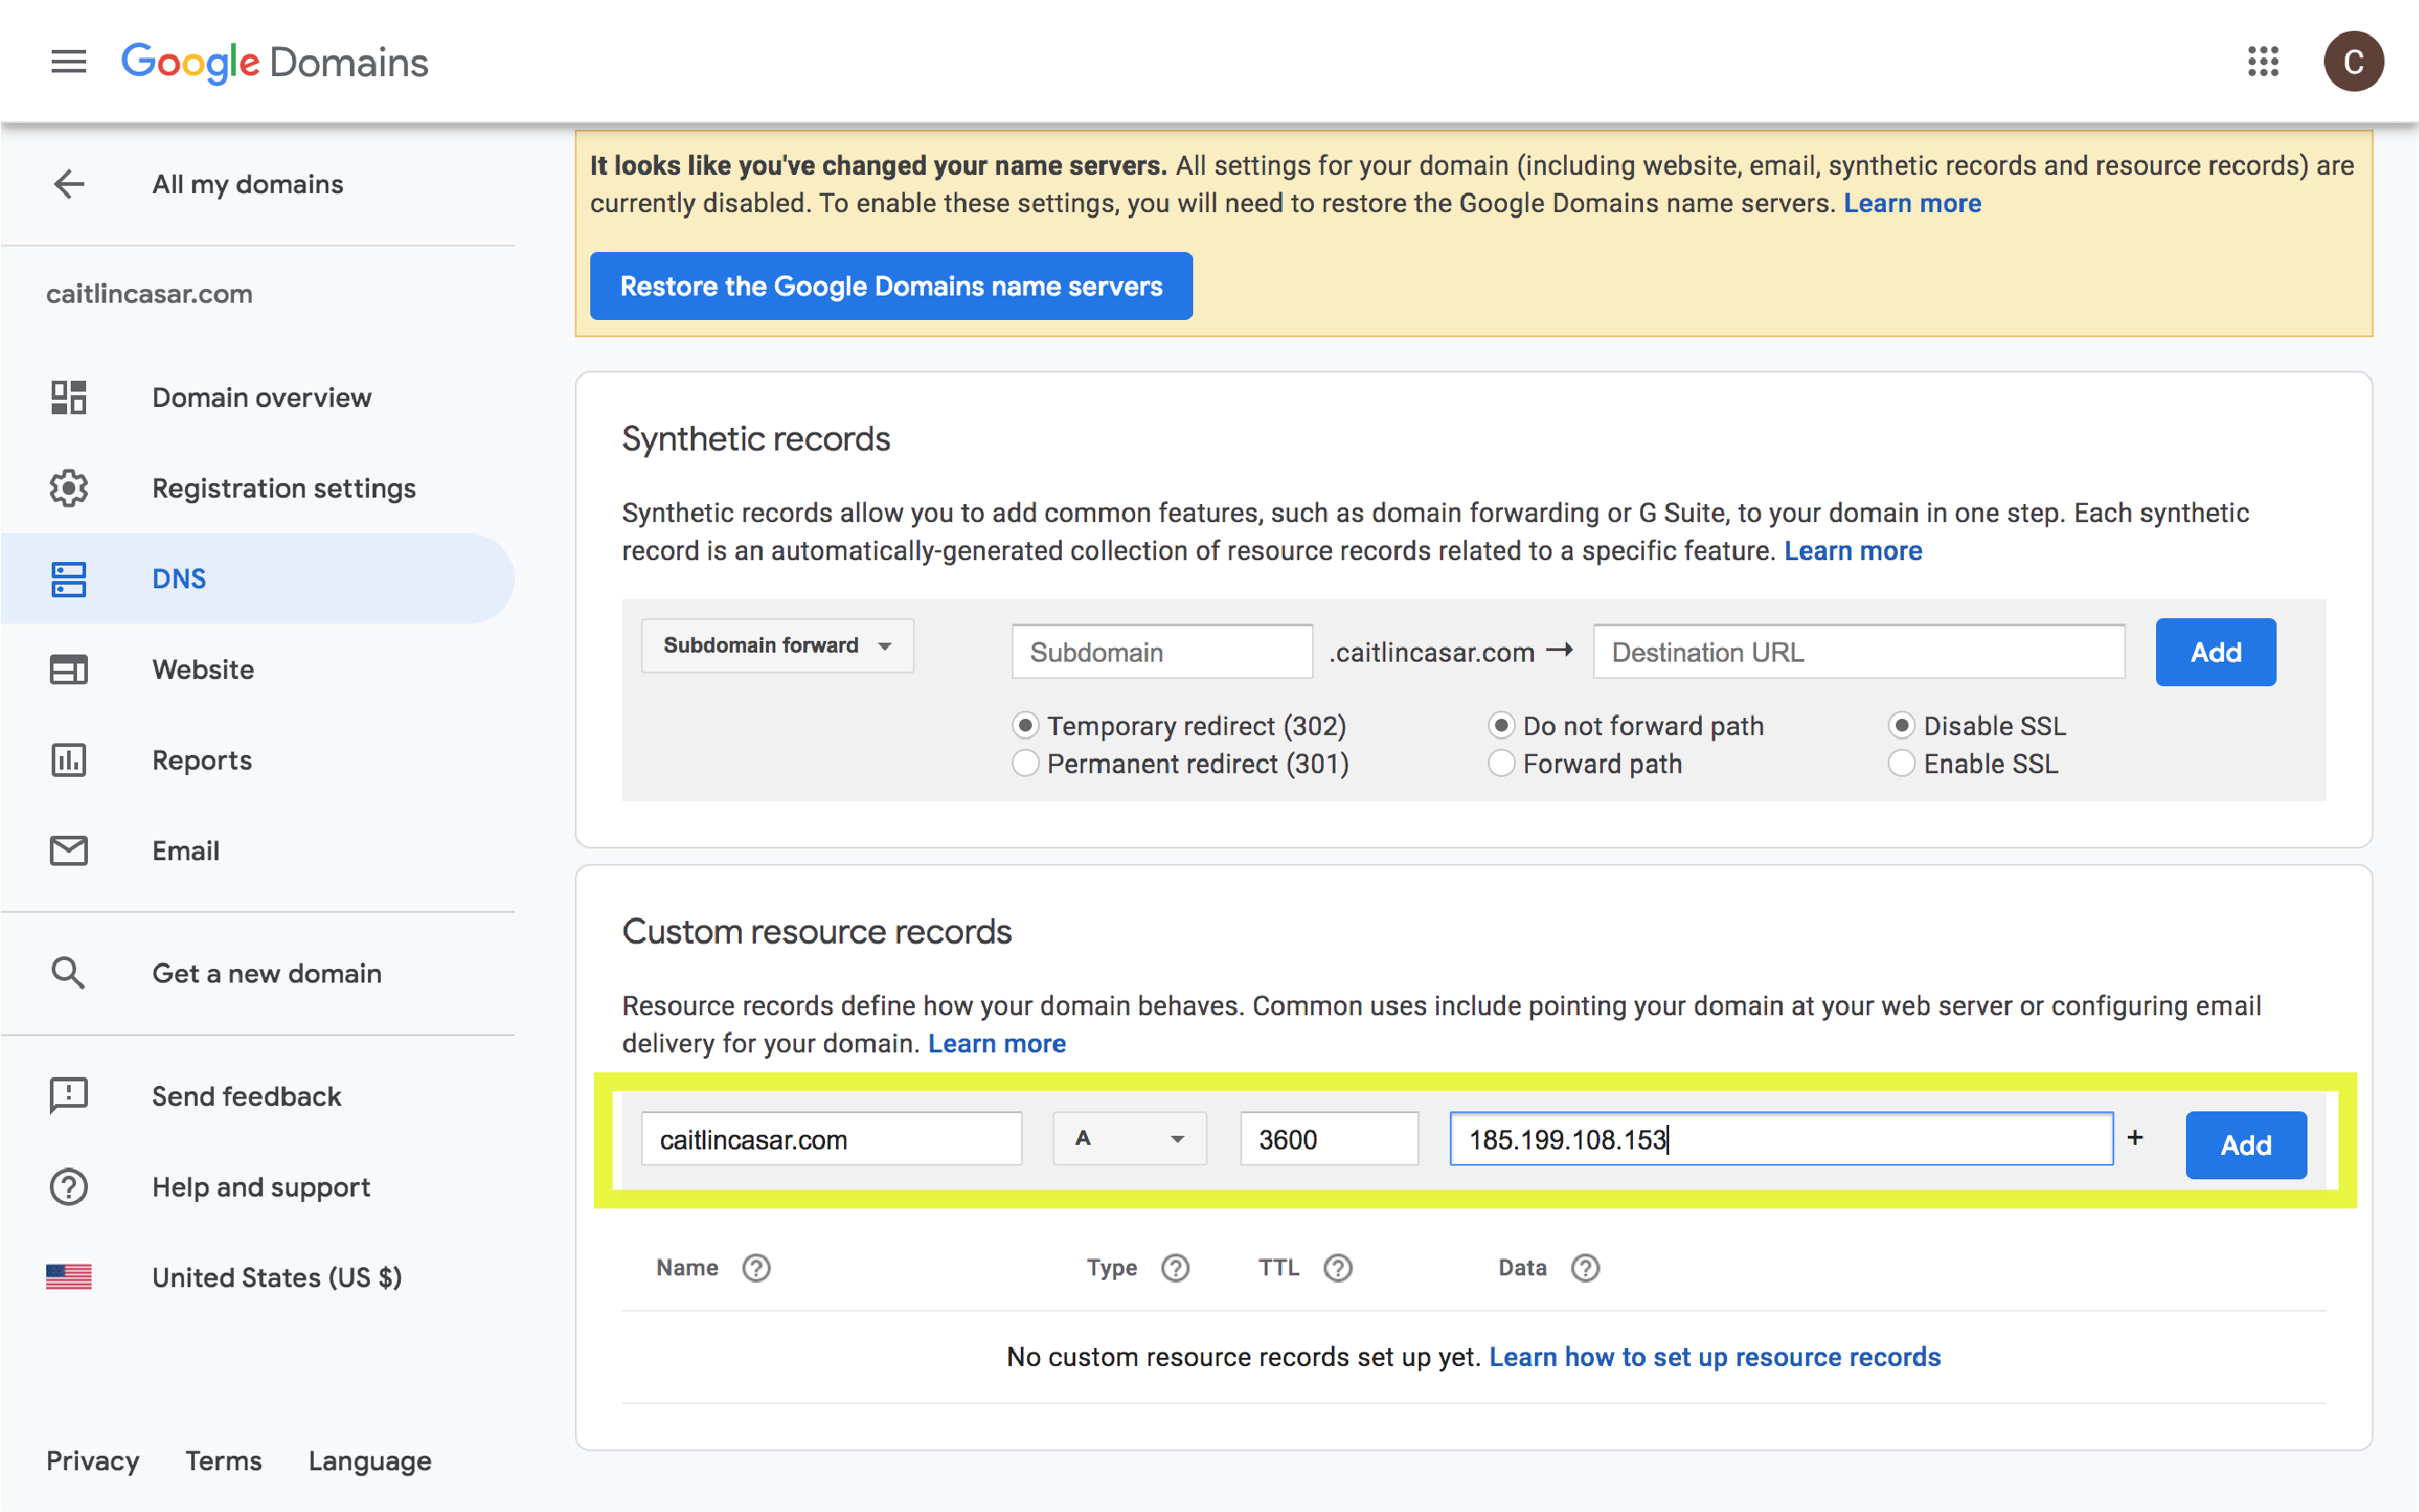 Google Domains
C
All my domains
caitlincasar.com
Domain overview
Registration settings
DNS
Website
Reports
Email
Get a new domain
Send feedback
Help and support
United States (US $)
Privacy Terms Language
It looks like you've changed your name servers. All settings for your domain (including website, email, synthetic records and resource records) are
currently disabled. To enable these settings, you will need to restore the Google Domains name servers. Learn more
Restore the Google Domains name servers
Synthetic records
Synthetic records allow you to add common features, such as domain forwarding or G Suite, to your domain in one step. Each synthetic
record is an automatically-generated collection of resource records related to a specific feature. Learn more
Subdomain forward Subdomain .caitlincasar.com → Destination URL Add
Temporary redirect (302) Do not forward path Disable SSL
Permanent redirect (301) Forward path Enable SSL
Custom resource records
Resource records define how your domain behaves. Common uses include pointing your domain at your web server or configuring email
delivery for your domain. Learn more
caitlincasar.com A 3600 185.199.108.153 + Add
Name ? Type ? TTL ? Data ?
No custom resource records set up yet. Learn how to set up resource records